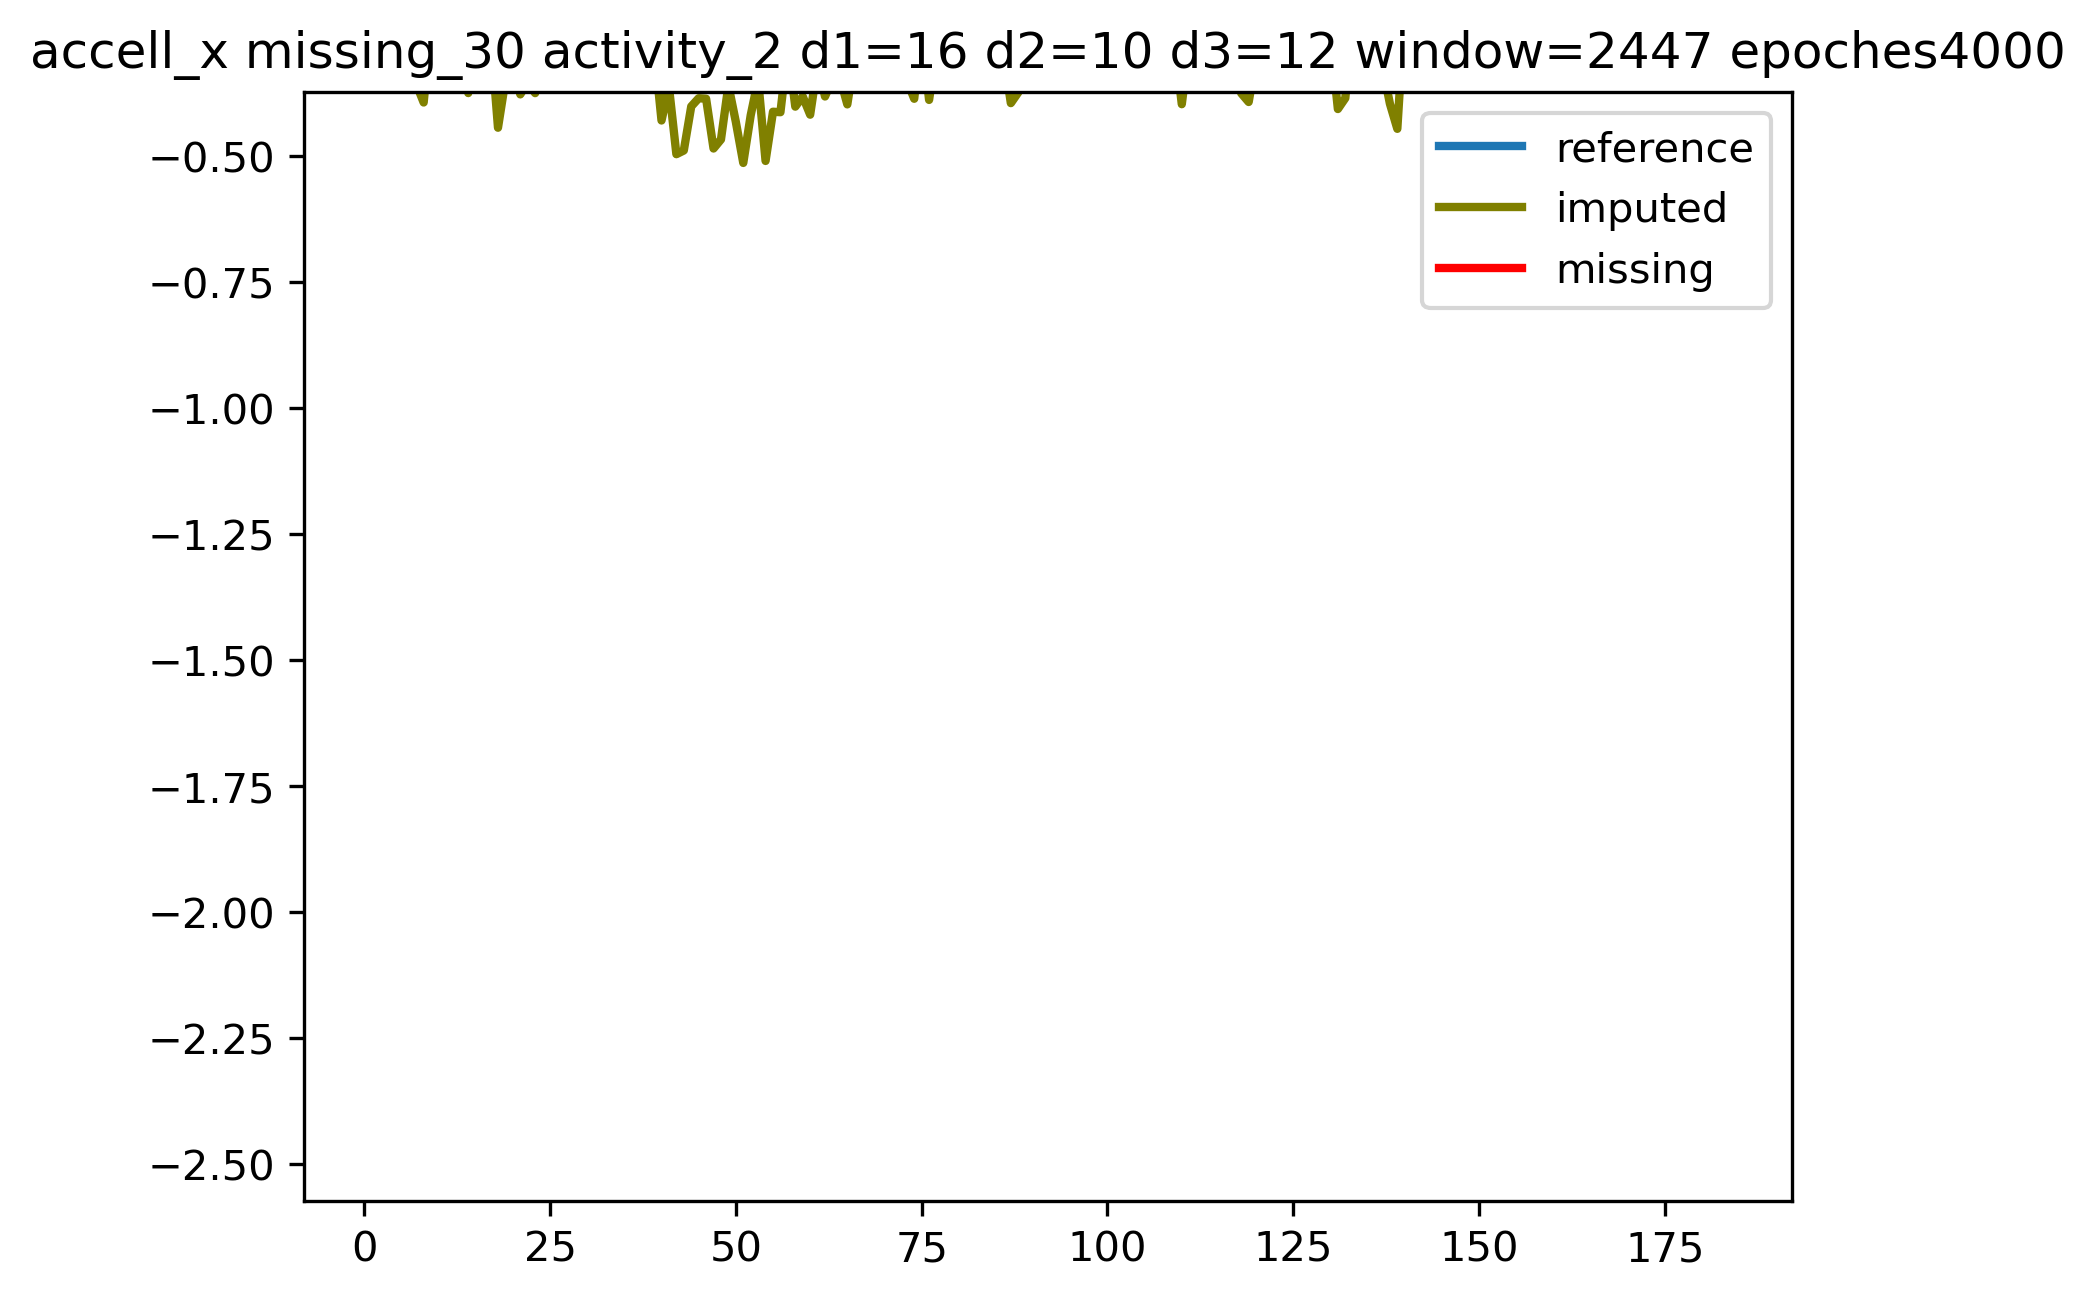 accell_x missing_30 activity_2 d1=16 d2=10 d3=12 window=2447 epoches4000
reference
imputed
missing
−0.50
−0.75
−1.00
−1.25
−1.50
−1.75
−2.00
−2.25
−2.50
0 25 50 75 100 125 150 175